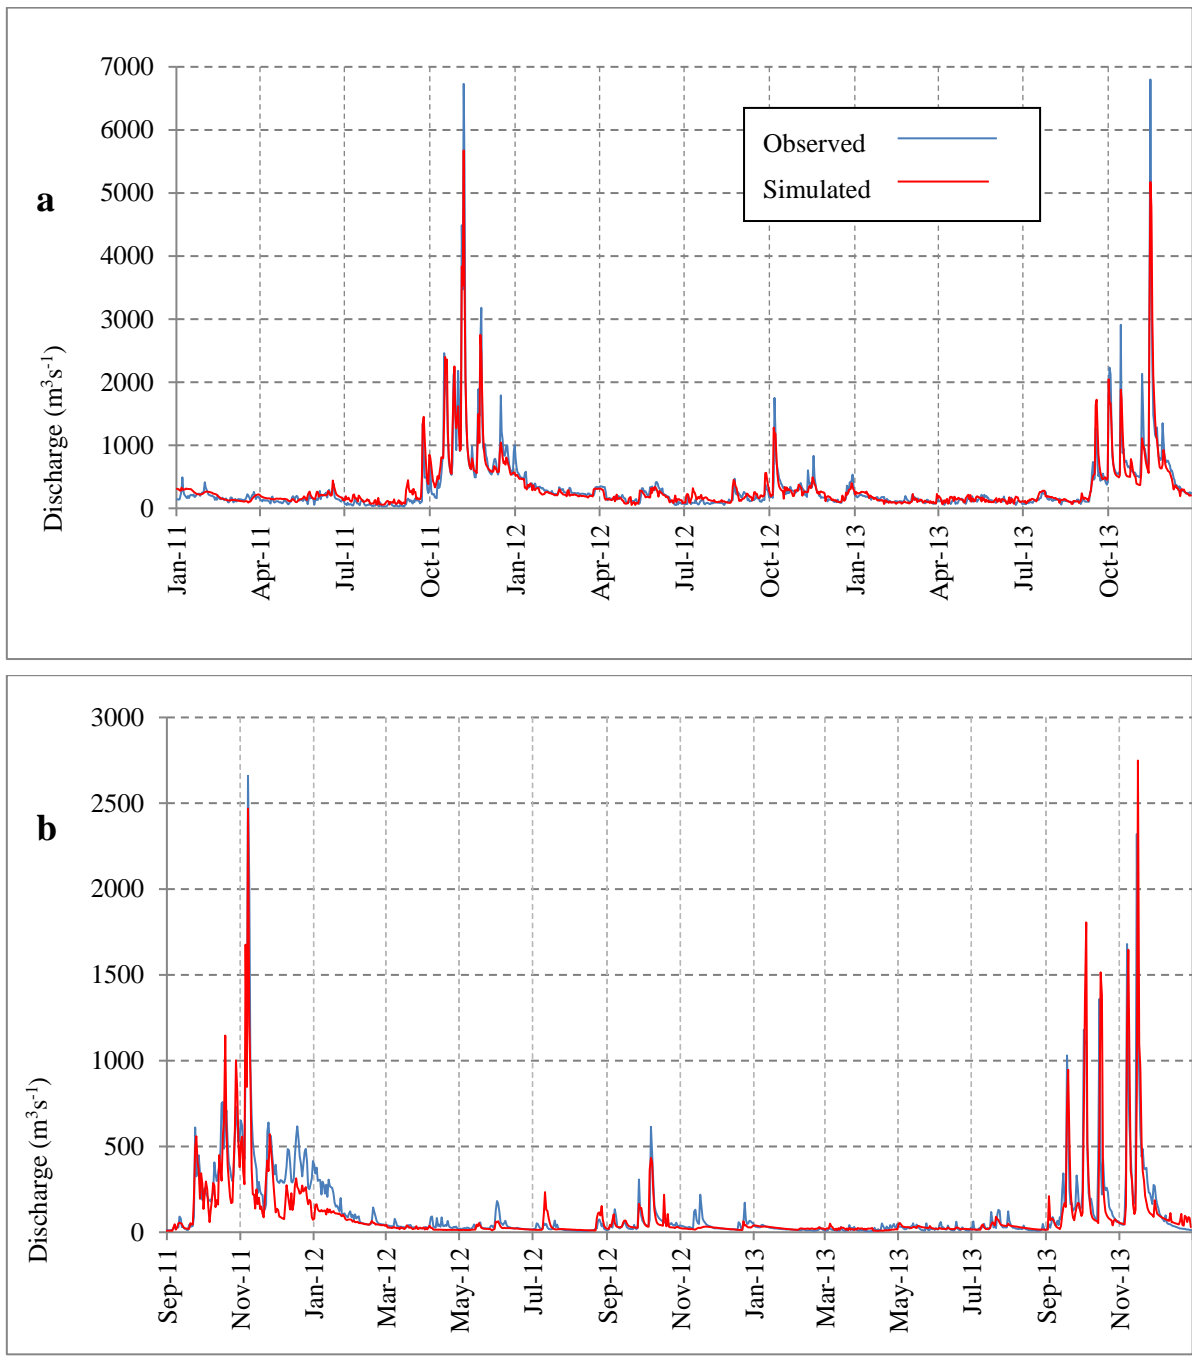 7000
6000
5000
4000
3000
2000
1000
0
a
Discharge (m³s⁻¹)
Observed
Simulated
Jan-11
Apr-11
Jul-11
Oct-11
Jan-12
Apr-12
Jul-12
Oct-12
Jan-13
Apr-13
Jul-13
Oct-13
3000
2500
2000
1500
1000
500
0
b
Discharge (m³s⁻¹)
Sep-11
Nov-11
Jan-12
Mar-12
May-12
Jul-12
Sep-12
Nov-12
Jan-13
Mar-13
May-13
Jul-13
Sep-13
Nov-13